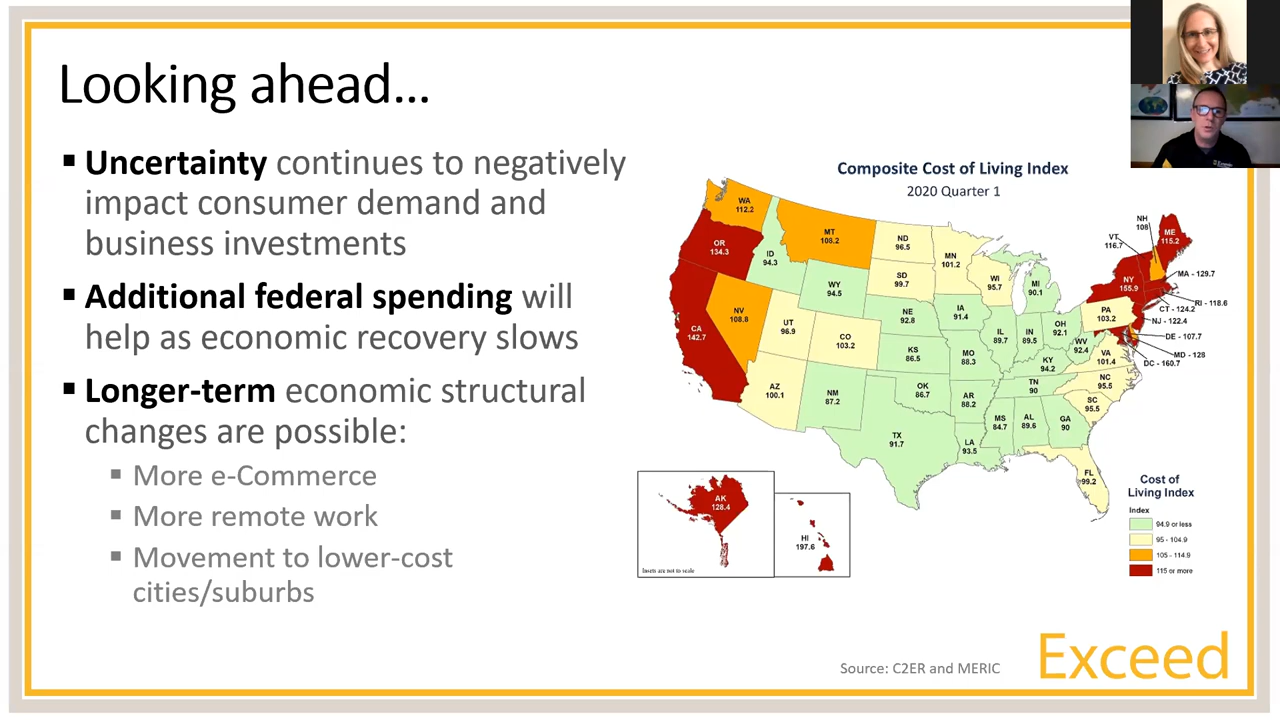 Looking ahead...
▪ Uncertainty continues to negatively
impact consumer demand and
business investments
▪ Additional federal spending will
help as economic recovery slows
▪ Longer-term economic structural
changes are possible:
▪ More e-Commerce
▪ More remote work
▪ Movement to lower-cost
cities/suburbs
Composite Cost of Living Index
2020 Quarter 1
WA
112.2
OR
134.3
CA
142.7
NV
108.8
ID
94.3
MT
108.2
WY
94.5
UT
96.9
CO
103.2
AZ
100.1
NM
87.2
ND
96.5
SD
99.7
NE
92.8
KS
86.5
OK
86.7
TX
91.7
MN
101.2
IA
91.4
MO
88.3
AR
88.2
LA
93.5
WI
95.7
IL
89.7
MI
90.1
IN
89.5
OH
92.1
KY
94.2
TN
90
MS
84.7
AL
89.6
GA
90
FL
99.2
SC
95.5
NC
95.5
VA
101.4
WV
92.4
PA
103.2
NY
155.9
VT
116.7
NH
108
ME
115.2
MA - 129.7
RI - 118.6
CT - 124.2
NJ - 122.4
DE - 107.7
MD - 128
DC - 160.7
AK
128.4
Insets are not to scale
HI
197.6
Cost of
Living Index
Index
94.9 or less
95 - 104.9
105 - 114.9
115 or more
Source: C2ER and MERIC
Exceed